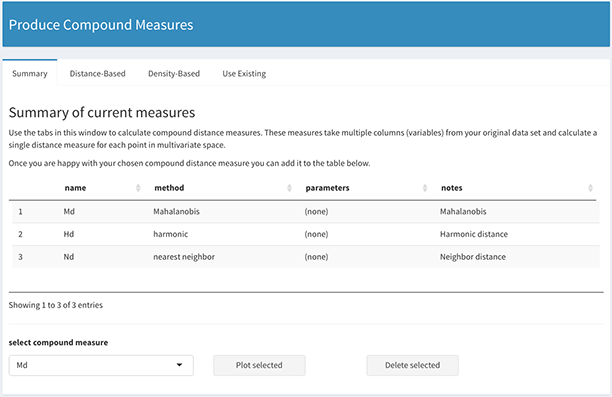 Produce Compound Measures
Summary Distance-Based Density-Based Use Existing
Summary of current measures
Use the tabs in this window to calculate compound distance measures. These measures take multiple columns (variables) from your original data set and calculate a
single distance measure for each point in multivariate space.
Once you are happy with your chosen compound distance measure you can add it to the table below.
name method parameters notes
1 Md Mahalanobis (none) Mahalanobis
2 Hd harmonic (none) Harmonic distance
3 Nd nearest neighbor (none) Neighbor distance
Showing 1 to 3 of 3 entries
select compound measure
Md Plot selected Delete selected